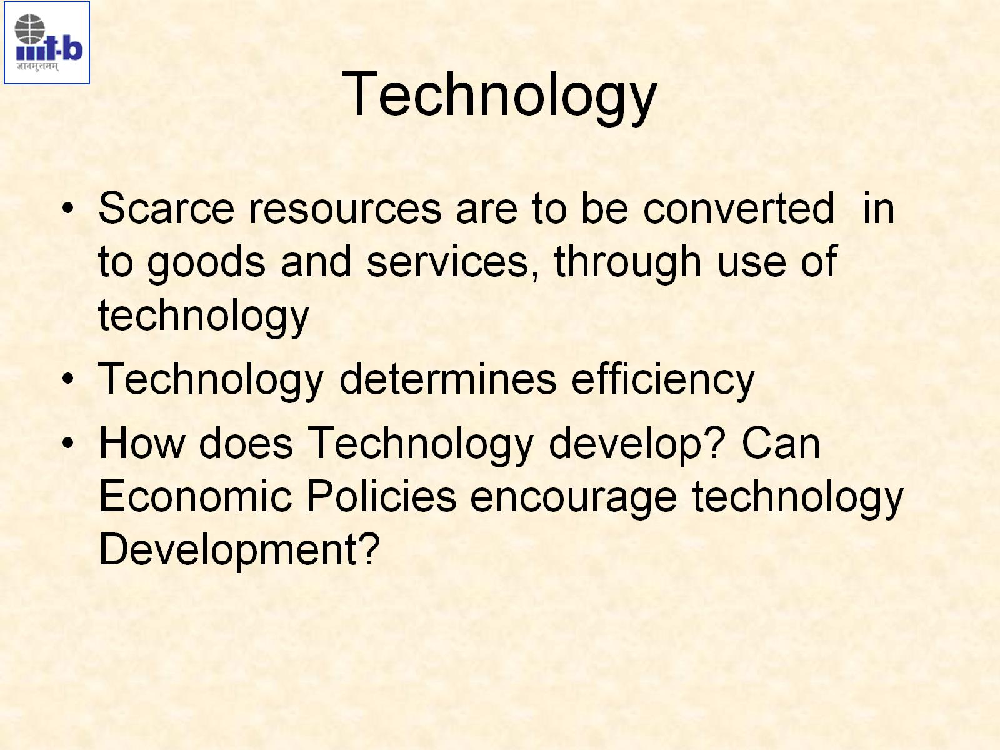 iiit-b
ज्ञानमुत्तमम्
Technology
• Scarce resources are to be converted  in
to goods and services, through use of
technology
• Technology determines efficiency
• How does Technology develop? Can
Economic Policies encourage technology
Development?